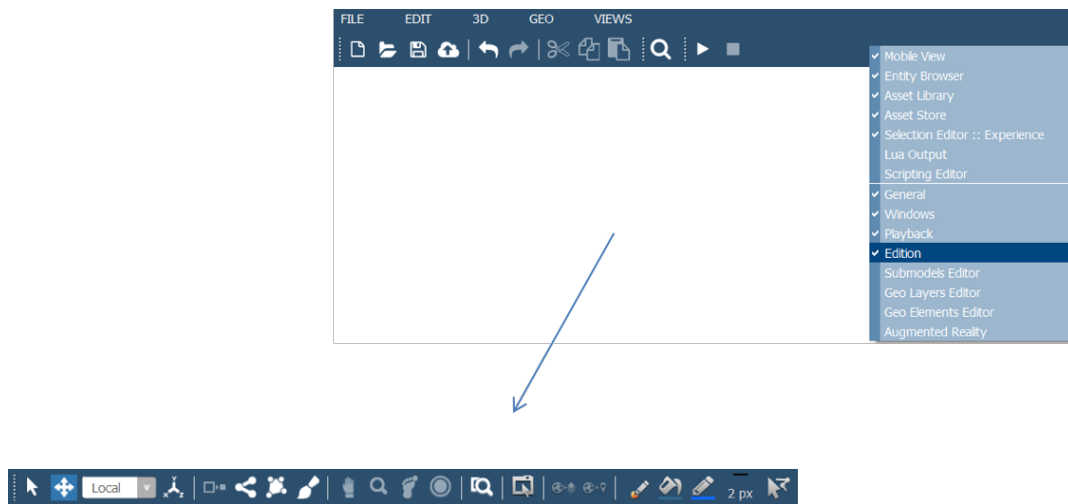 FILE EDIT 3D GEO VIEWS
Mobile View
Entity Browser
Asset Library
Asset Store
Selection Editor :: Experience
Lua Output
Scripting Editor
General
Windows
Playback
Edition
Submodels Editor
Geo Layers Editor
Geo Elements Editor
Augmented Reality
Local 2 px